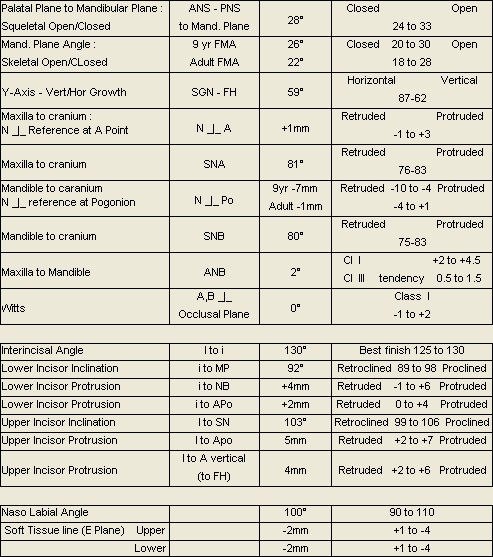 Palatal Plane to Mandibular Plane : ANS - PNS 28° Closed Open
Squeletal Open/Closed to Mand. Plane 24 to 33
Mand. Plane Angle : 9 yr FMA 26° Closed 20 to 30 Open
Skeletal Open/CLosed Adult FMA 22° 18 to 28
Y-Axis - Vert/Hor Growth SGN - FH 59° Horizontal Vertical
87-62
Maxilla to cranium : Retruded Protruded
N _|_ Reference at A Point N _|_ A +1mm -1 to +3
Maxilla to cranium SNA 81° Retruded Protruded
76-83
Mandible to caranium N _|_ Po 9yr -7mm Retruded -10 to -4 Protruded
N _|_ reference at Pogonion Adult -1mm -4 to +1
Mandible to cranium SNB 80° Retruded Protruded
75-83
Maxilla to Mandible ANB 2° Cl I +2 to +4.5
Cl III tendency 0.5 to 1.5
Witts A,B _|_ 0° Class I
Occlusal Plane -1 to +2
Interincisal Angle I to i 130° Best finish 125 to 130
Lower Incisor Inclination i to MP 92° Retroclined 89 to 98 Proclined
Lower Incisor Protrusion i to NB +4mm Retruded -1 to +6 Protruded
Lower Incisor Protrusion i to APo +2mm Retruded 0 to +4 Protruded
Upper Incisor Inclination I to SN 103° Retroclined 99 to 106 Proclined
Upper Incisor Protrusion I to Apo 5mm Retruded +2 to +7 Protruded
Upper Incisor Protrusion I to A vertical 4mm Retruded +2 to +6 Protruded
(to FH)
Naso Labial Angle 100° 90 to 110
Soft Tissue line (E Plane) Upper -2mm +1 to -4
Lower -2mm +1 to -4